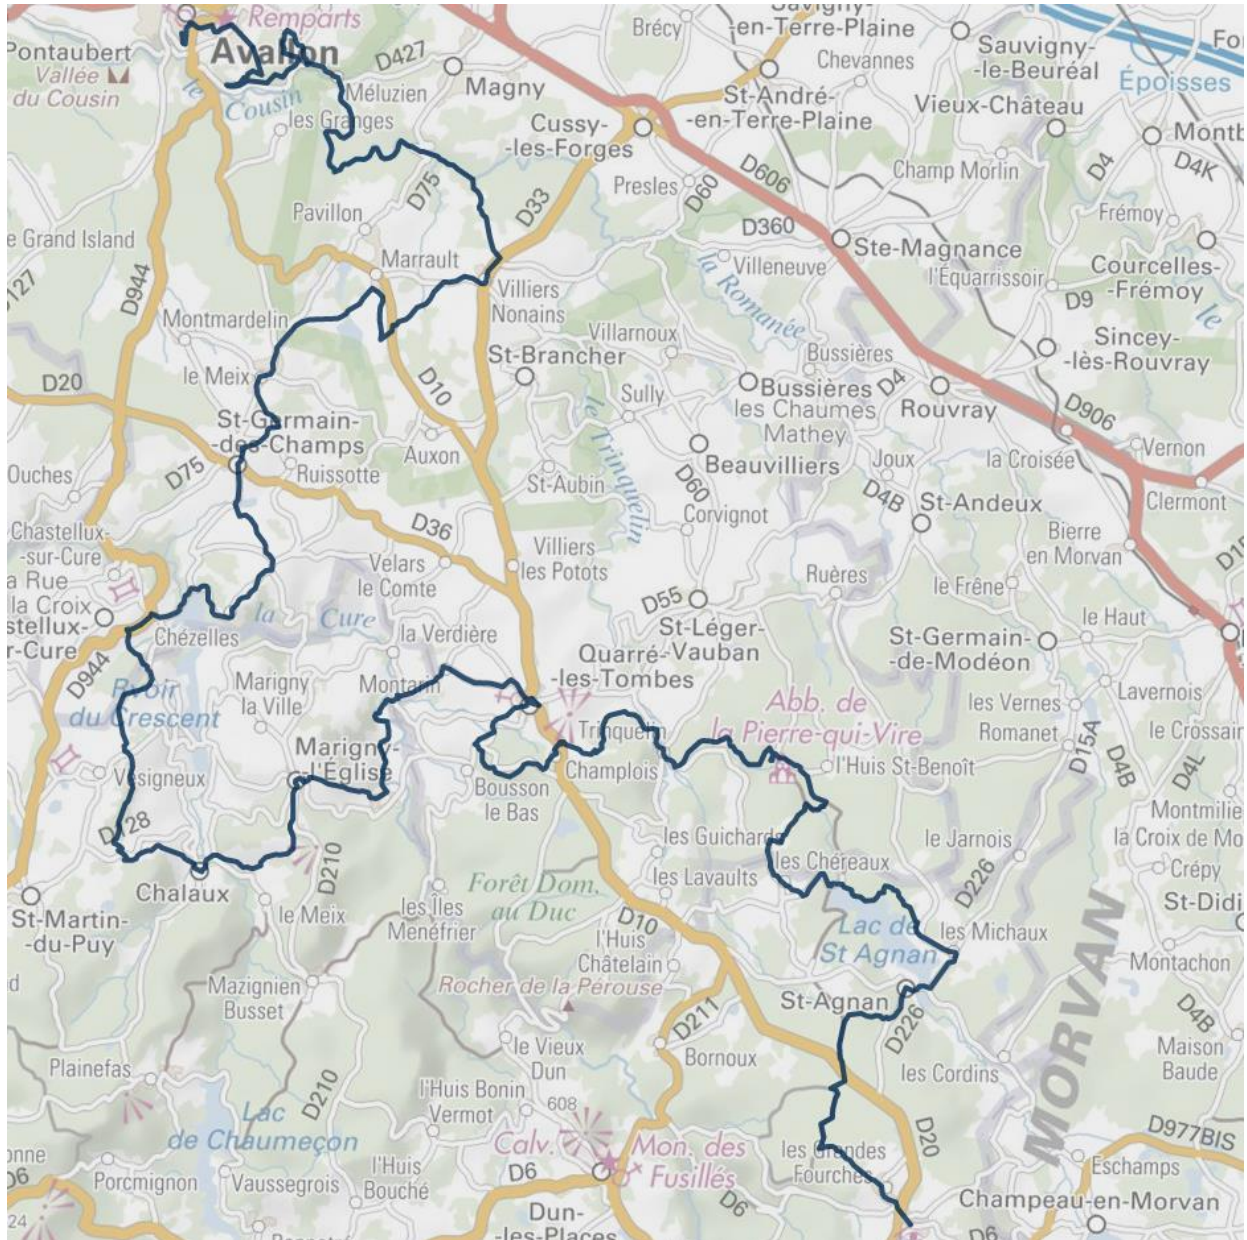 Remparts
Avallon
Pontaubert
Vallée
du Cousin
le
Cousin
D427
Méluzien
Magny
les Granges
Brécy
Savigny-
-en-Terre-Plaine
Chevannes
St-André-
-en-Terre-Plaine
Sauvigny-
-le-Beuréal
Époisses
Vieux-Château
Cussy-
-les-Forges
Presles
D60
D606
Champ Morlin
D4
D4K
Frémoy
D75
D33
Pavillon
e Grand Island
D944
Marrault
D360
Villeneuve
la Romanée
Ste-Magnance
l'Équarrissoir
Courcelles-
-Frémoy
D9
le
Villiers
Nonains
Montmardelin
St-Brancher
Villarnoux
Bussières
Sincey-
-lès-Rouvray
D20
le Meix
D10
Sully
Bussières
les Chaumes
Mathey
D4
Rouvray
D906
St-Germain-
-des-Champs
Auxon
le Trinquelin
Beauvilliers
Vernon
la Croisée
Ouches
D75
Ruissotte
St-Aubin
D60
Joux
D4B
Clermont
Corvignot
St-Andeux
Chastellux-
-sur-Cure
D36
Villiers
les Potots
Bierre
en Morvan
Velars
le Comte
a Rue
la Croix
Ruères
le Frêne
la
Cure
D55
St-Léger-
-Vauban
le Haut
Chézelles
la Verdière
St-Germain-
-de-Modéon
Quarré-
-les-Tombes
D944
du Crescent
Marigny
la Ville
Montarin
Abb. de
la Pierre-qui-Vire
les Vernes
Romanet
D15A
Lavernois
le Crossain
D4B
D4L
Marigny-
-l'Église
Vésigneux
Champlois
l'Huis St-Benoît
Bousson
le Bas
les Guichards
le Jarnois
Chalaux
D210
les Chéreaux
D226
Crépy
St-Martin-
-du-Puy
le Meix
les Îles
Ménéfrier
Forêt Dom.
au Duc
les Lavaults
D10
l'Huis
Châtelain
Lac de
St Agnan
les Michaux
MORVAN
Montachon
Mazignien
Busset
Rocher de la Pérouse
St-Agnan
D226
D211
D4B
Maison
Baude
Plainefas
le Vieux
Dun
Bornoux
les Cordins
D210
l'Huis Bonin
Vermot
608
Lac
de Chaumeçon
Calv.
Mon. des
Fusillés
D20
D977BIS
les Grandes
Fourches
Eschamps
D6
Porcmignon
Vaussegrois
l'Huis
Bouché
D6
D6
Champeau-en-Morvan
Dun-
-les-Places
D6